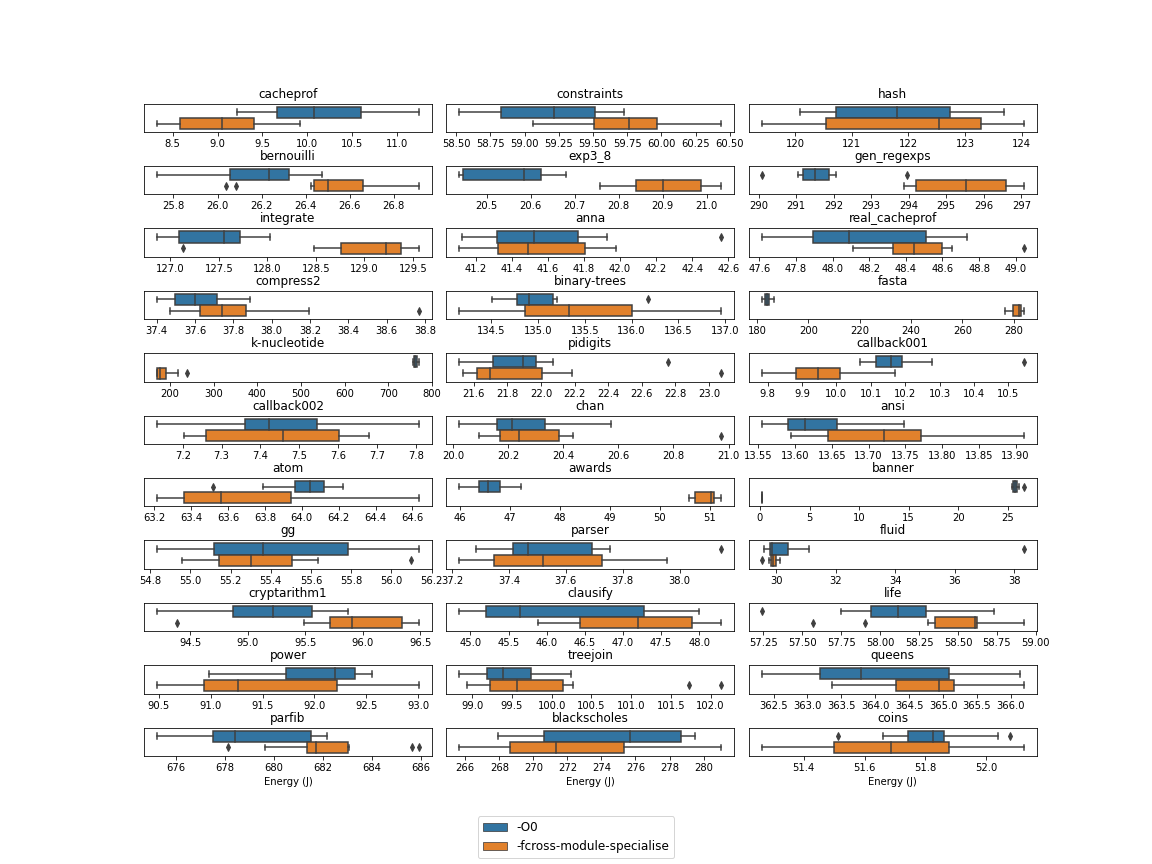 cacheprof constraints hash
8.5 9.0 9.5 10.0 10.5 11.0 58.50 58.75 59.00 59.25 59.50 59.75 60.00 60.25 60.50 120 121 122 123 124
bernouilli exp3_8 gen_regexps
25.8 26.0 26.2 26.4 26.6 26.8 20.5 20.6 20.7 20.8 20.9 21.0 290 291 292 293 294 295 296 297
integrate anna real_cacheprof
127.0 127.5 128.0 128.5 129.0 129.5 41.2 41.4 41.6 41.8 42.0 42.2 42.4 42.6 47.6 47.8 48.0 48.2 48.4 48.6 48.8 49.0
compress2 binary-trees fasta
37.4 37.6 37.8 38.0 38.2 38.4 38.6 38.8 134.5 135.0 135.5 136.0 136.5 137.0 180 200 220 240 260 280
k-nucleotide pidigits callback001
200 300 400 500 600 700 800 21.6 21.8 22.0 22.2 22.4 22.6 22.8 23.0 9.8 9.9 10.0 10.1 10.2 10.3 10.4 10.5
callback002 chan ansi
7.2 7.3 7.4 7.5 7.6 7.7 7.8 20.0 20.2 20.4 20.6 20.8 21.0 13.55 13.60 13.65 13.70 13.75 13.80 13.85 13.90
atom awards banner
63.2 63.4 63.6 63.8 64.0 64.2 64.4 64.6 46 47 48 49 50 51 0 5 10 15 20 25
gg parser fluid
54.8 55.0 55.2 55.4 55.6 55.8 56.0 56.2 37.2 37.4 37.6 37.8 38.0 30 32 34 36 38
cryptarithm1 clausify life
94.5 95.0 95.5 96.0 96.5 45.0 45.5 46.0 46.5 47.0 47.5 48.0 57.25 57.50 57.75 58.00 58.25 58.50 58.75 59.00
power treejoin queens
90.5 91.0 91.5 92.0 92.5 93.0 99.0 99.5 100.0 100.5 101.0 101.5 102.0 362.5 363.0 363.5 364.0 364.5 365.0 365.5 366.0
parfib blackscholes coins
676 678 680 682 684 686 266 268 270 272 274 276 278 280 51.4 51.6 51.8 52.0
Energy (J) Energy (J) Energy (J)
-O0
-fcross-module-specialise